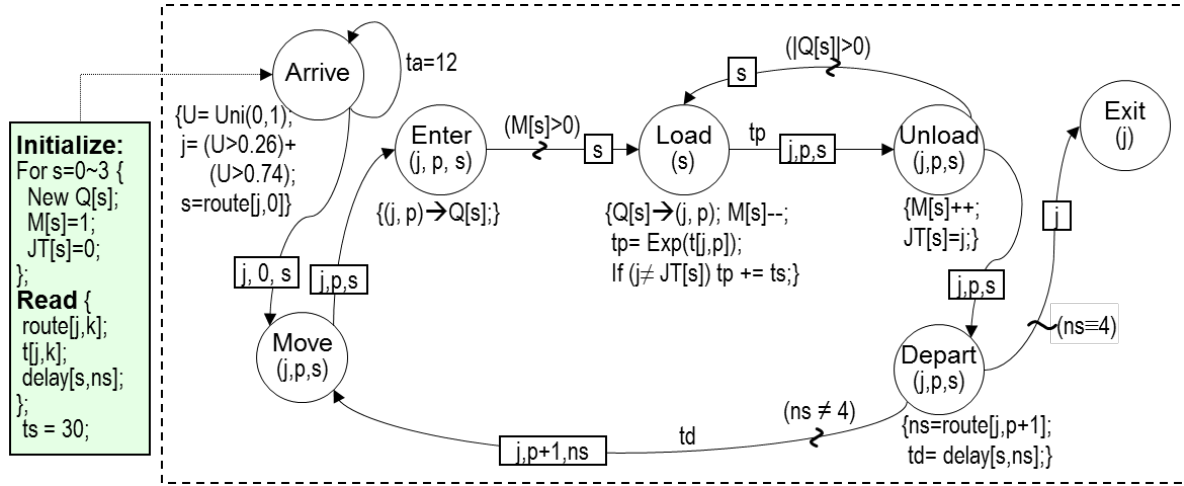 Initialize:
For s=0~3 {
New Q[s];
M[s]=1;
JT[s]=0;
};
Read {
route[j,k];
t[j,k];
delay[s,ns];
};
ts = 30;
Arrive
ta=12
{U= Uni(0,1);
j= (U>0.26)+
(U>0.74);
s=route[j,0]}
j, 0, s
Move
(j,p,s)
j,p,s
Enter
(j, p, s)
{(j, p)→Q[s];}
(M[s]>0)
s
Load
(s)
{Q[s]→(j, p); M[s]--;
tp= Exp(t[j,p]);
If (j≠ JT[s]) tp += ts;}
tp
j,p,s
(|Q[s]|>0)
s
Unload
(j,p,s)
{M[s]++;
JT[s]=j;}
j,p,s
Depart
(j,p,s)
{ns=route[j,p+1];
td= delay[s,ns];}
(ns≡4)
j
Exit
(j)
(ns ≠ 4)
td
j,p+1,ns